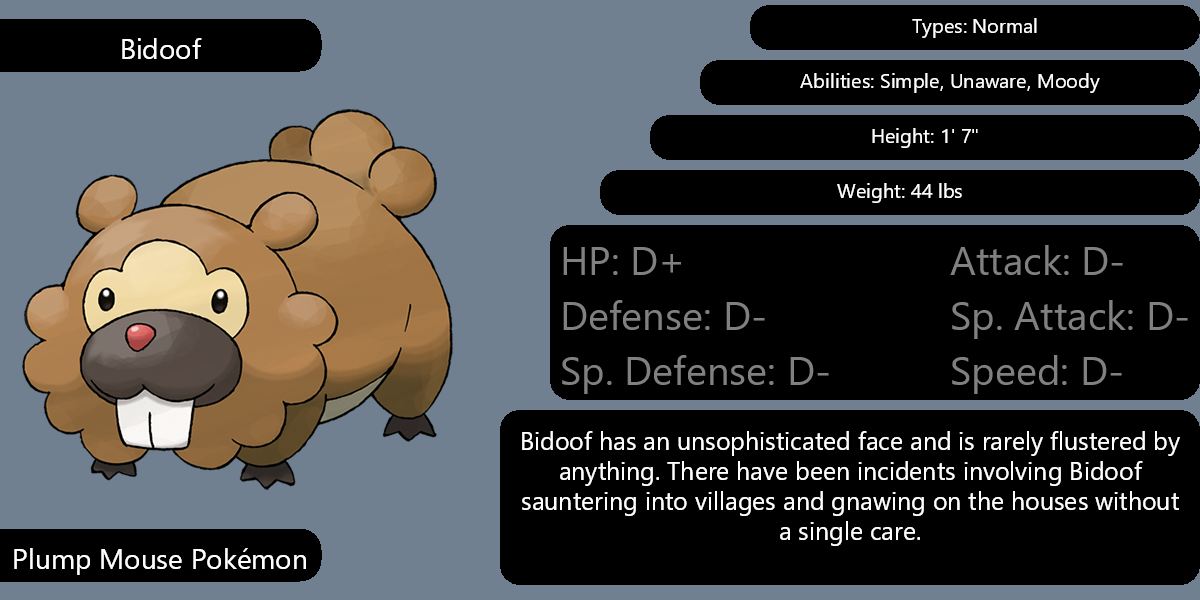 Bidoof
Types: Normal
Abilities: Simple, Unaware, Moody
Height: 1' 7"
Weight: 44 lbs
HP: D+
Attack: D-
Defense: D-
Sp. Attack: D-
Sp. Defense: D-
Speed: D-
Bidoof has an unsophisticated face and is rarely flustered by
anything. There have been incidents involving Bidoof
sauntering into villages and gnawing on the houses without
a single care.
Plump Mouse Pokémon